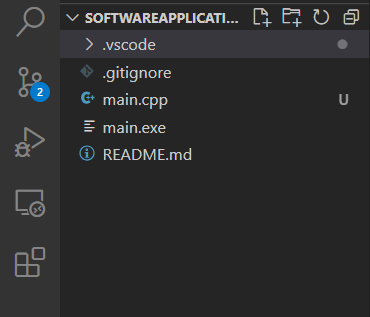 SOFTWAREAPPLICATI...
.vscode
.gitignore
2
main.cpp U
main.exe
README.md